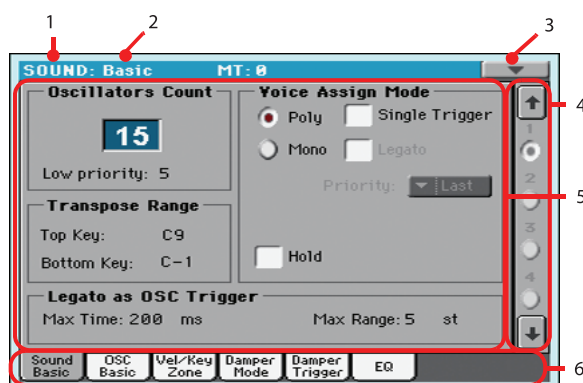 1
2
3
SOUND: Basic MT: 0
Oscillators Count
15
Low priority: 5
Transpose Range
Top Key: C9
Bottom Key: C-1
Voice Assign Mode
Poly Single Trigger
Mono Legato
Priority: Last
Hold
Legato as OSC Trigger
Max Time: 200 ms Max Range: 5 st
1
2
3
4
4
5
Sound Basic
OSC Basic
Vel/Key Zone
Damper Mode
Damper Trigger
EQ
6